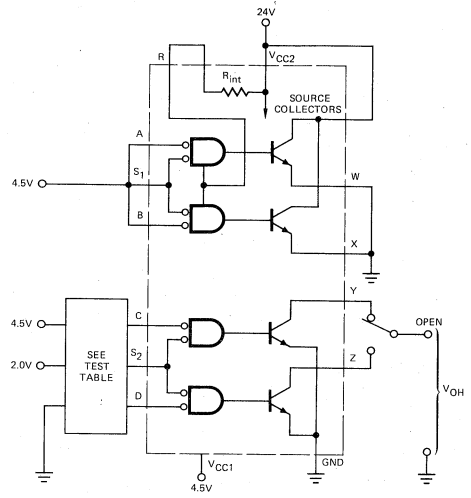 24V
R
VCC2
Rint
SOURCE
COLLECTORS
A
4.5V
S1
W
B
X
Y
4.5V
C
OPEN
SEE
TEST
TABLE
2.0V
S2
Z
VOH
D
VCC1
GND
4.5V